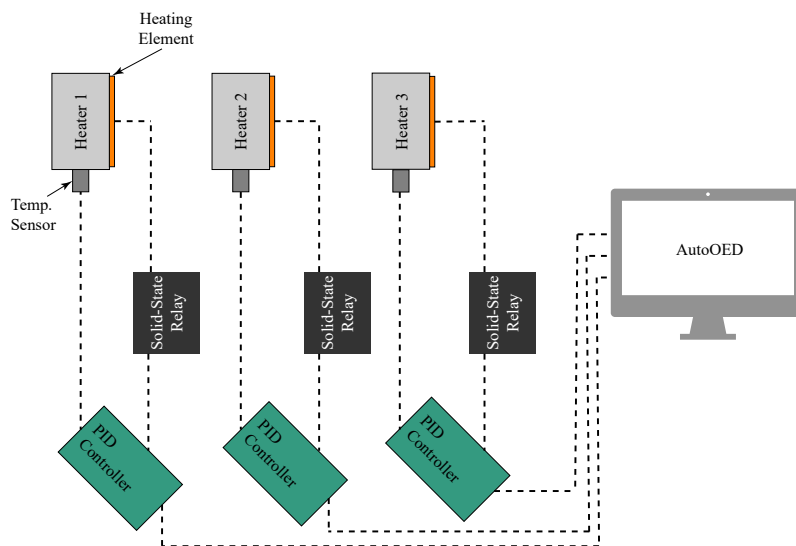 Heating
Element
Heater 1
Heater 2
Heater 3
Temp.
Sensor
AutoOED
Solid-State
Relay
Solid-State
Relay
Solid-State
Relay
PID
Controller
PID
Controller
PID
Controller